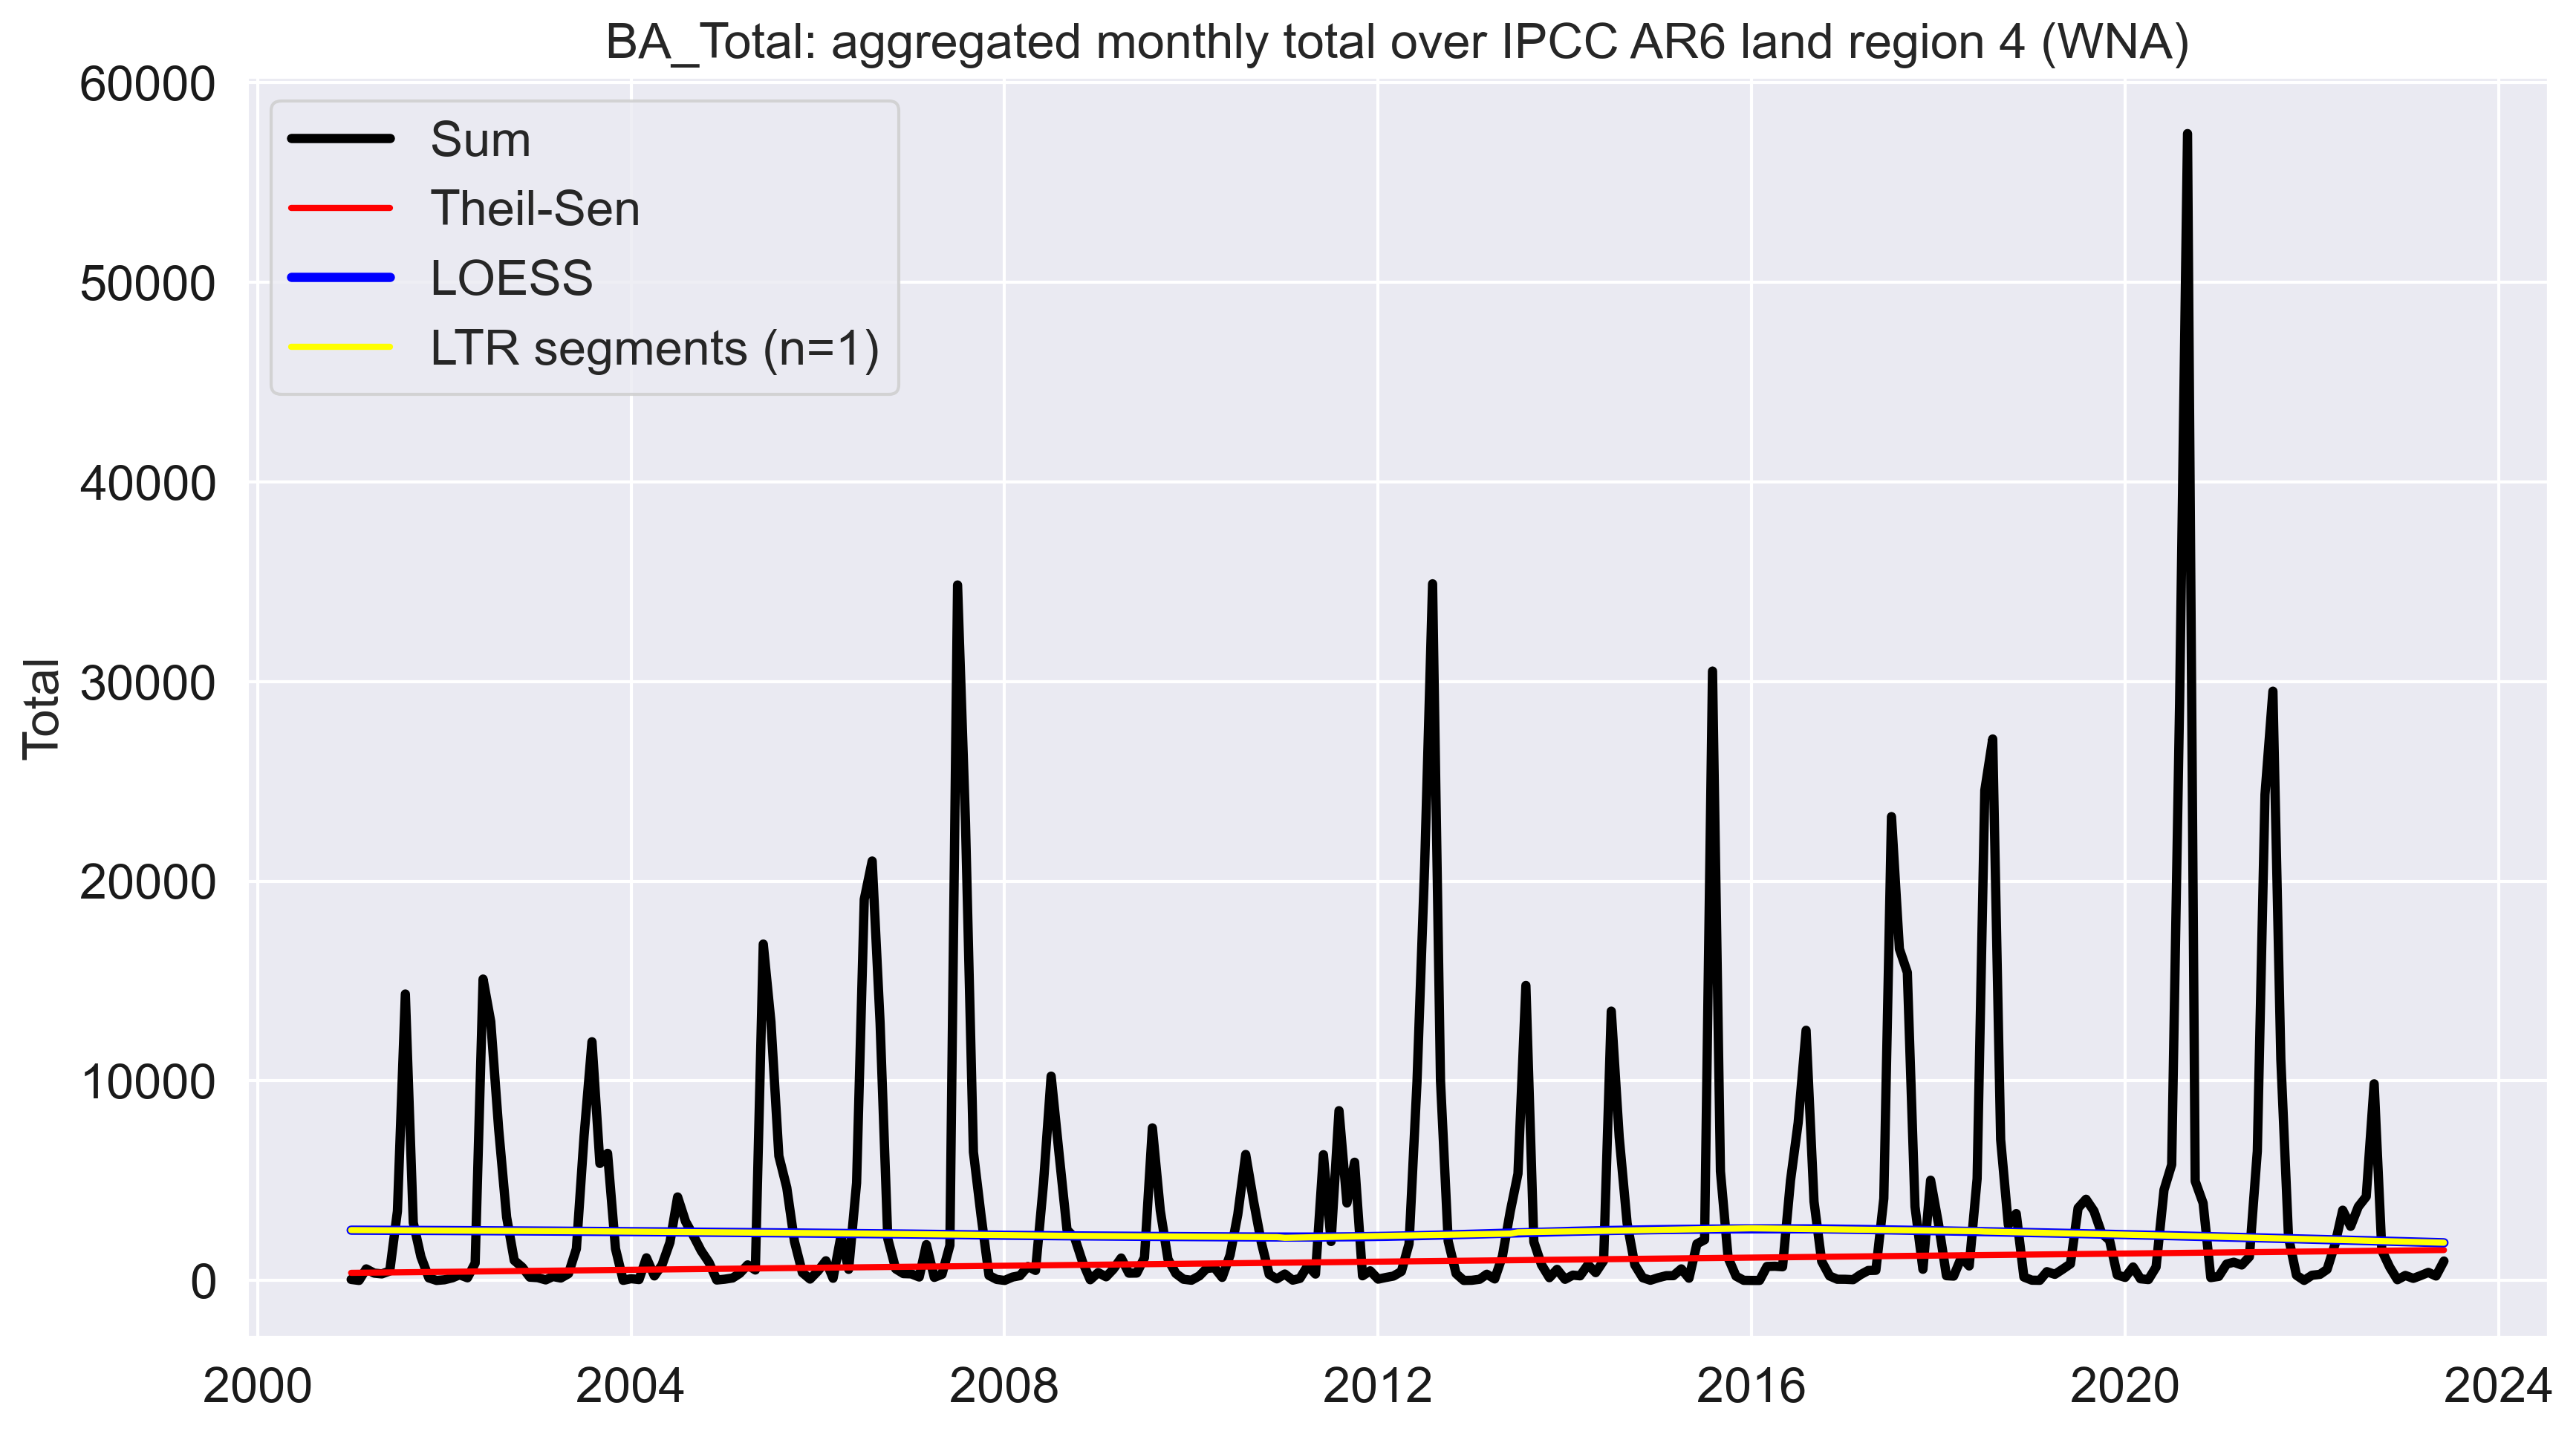 BA_Total: aggregated monthly total over IPCC AR6 land region 4 (WNA)
60000
50000
40000
30000
20000
10000
0
Total
Sum
Theil-Sen
LOESS
LTR segments (n=1)
2000 2004 2008 2012 2016 2020 2024